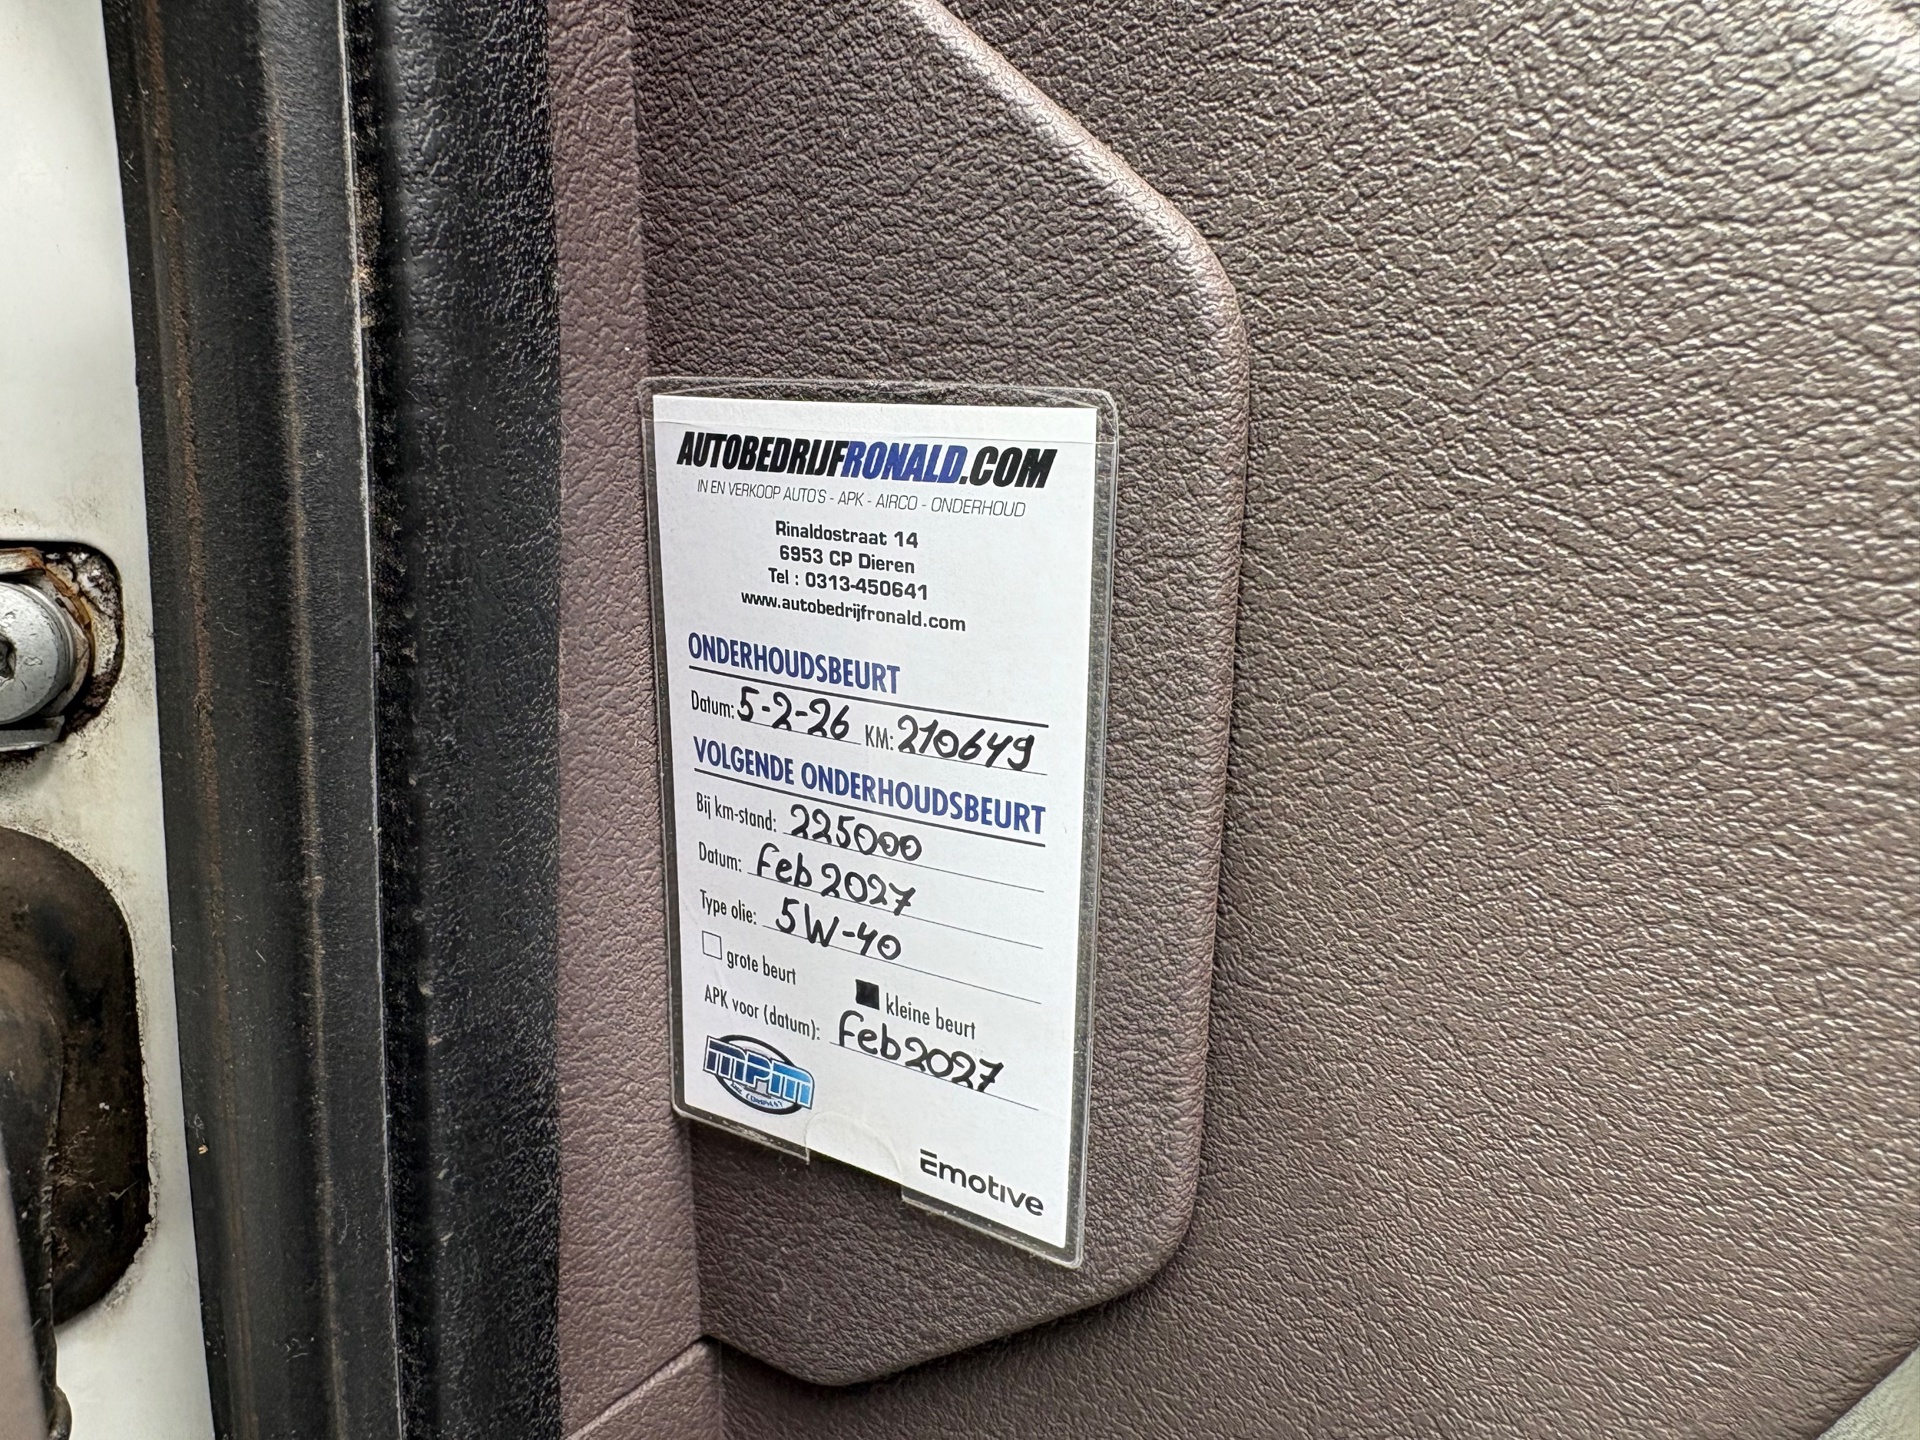 AUTOBEDRIJFRONALD.COM
IN EN VERKOOP AUTO'S - APK - AIRCO - ONDERHOUD
Rinaldostraat 14
6953 CP Dieren
Tel : 0313-450641
www.autobedrijfronald.com
ONDERHOUDSBEURT
Datum: 5-2-26 KM: 210649
VOLGENDE ONDERHOUDSBEURT
Bij km-stand: 225000
Datum: Feb 2027
Type olie: 5W-40
grote beurt kleine beurt
APK voor (datum): Feb 2027
MPM
Emotive